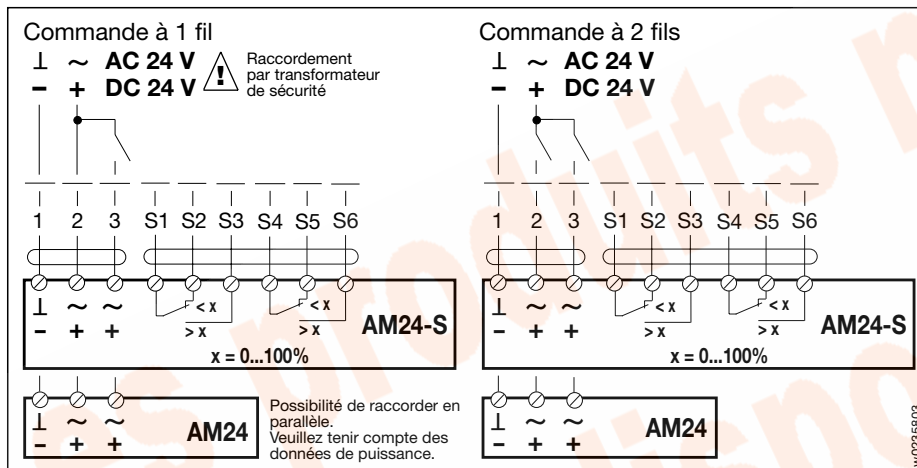 Commande à 1 fil
⊥ ~ AC 24 V
− + DC 24 V
Raccordement
par transformateur
de sécurité
1 2 3 S1 S2 S3 S4 S5 S6
⊥ ~ ~
− + +
< x
> x
< x
> x
AM24-S
x = 0...100%
⊥ ~ ~
− + +
AM24
Possibilité de raccorder en
parallèle.
Veuillez tenir compte des
données de puissance.
Commande à 2 fils
⊥ ~ AC 24 V
− + DC 24 V
1 2 3 S1 S2 S3 S4 S5 S6
⊥ ~ ~
− + +
< x
> x
< x
> x
AM24-S
x = 0...100%
⊥ ~ ~
− + +
AM24
es produits